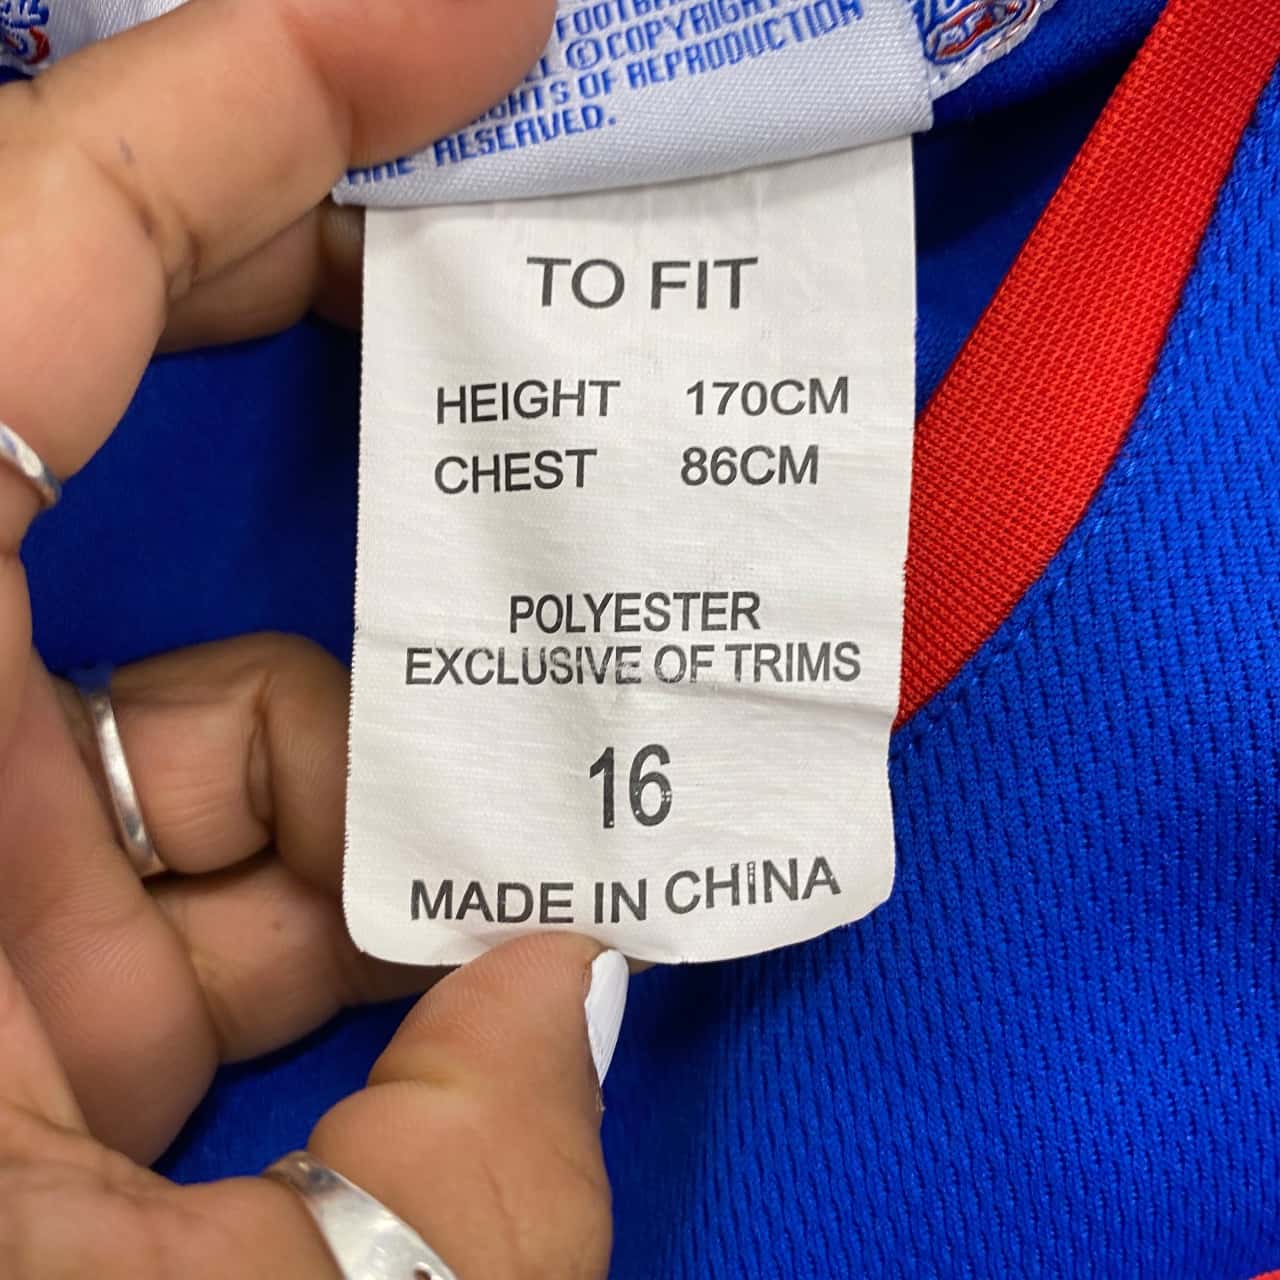 FOOTB
© COPYRIGHT
RIGHTS OF REPRODUCTION
ARE RESERVED.
TO FIT
HEIGHT 170CM
CHEST 86CM
POLYESTER
EXCLUSIVE OF TRIMS
16
MADE IN CHINA